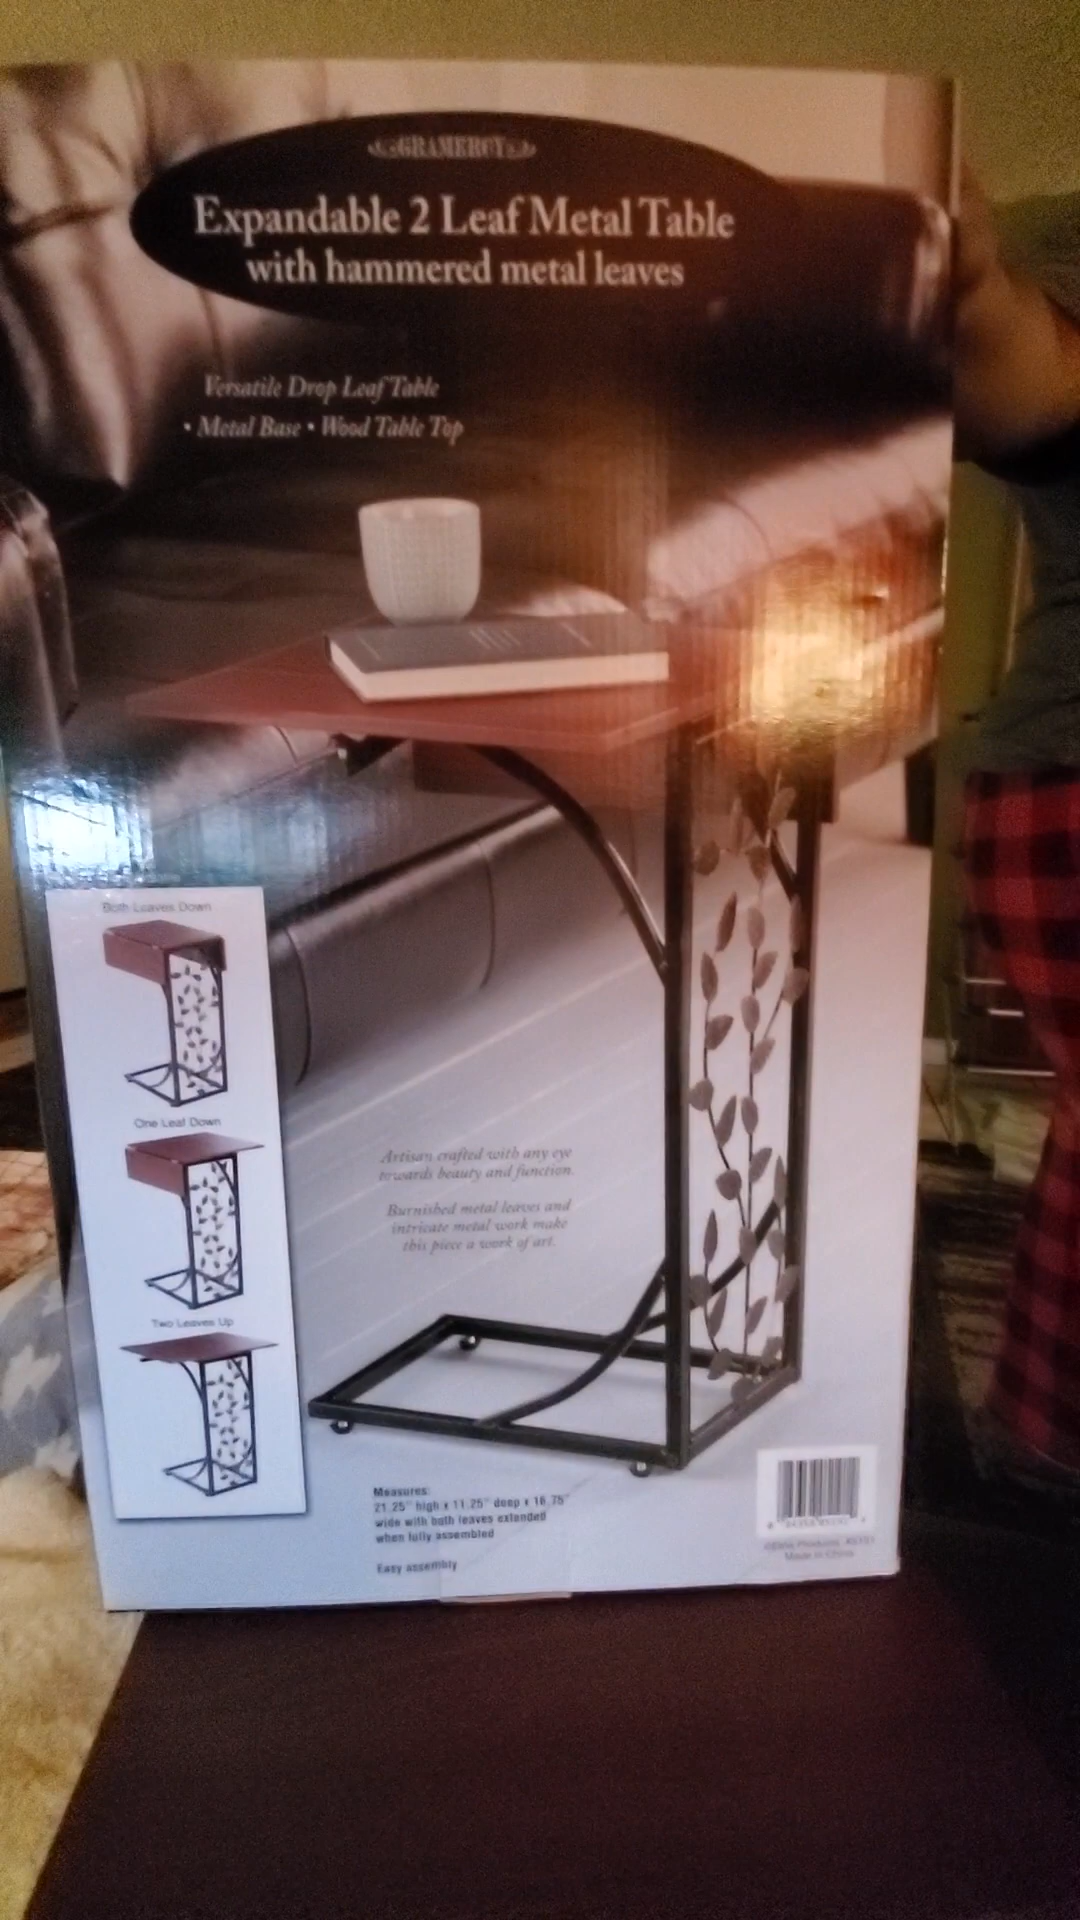 GRAMERCY
Expandable 2 Leaf Metal Table
with hammered metal leaves
Versatile Drop Leaf Table
• Metal Base • Wood Table Top
Both Leaves Down
One Leaf Down
Two Leaves Up
Artisan crafted with any eye
towards beauty and function.
Burnished metal leaves and
intricate metal work make
this piece a work of art.
Measures:
21.25" high x 11.25" deep x 18.75"
wide with both leaves extended
when fully assembled
Easy assembly
Products,
Made in China